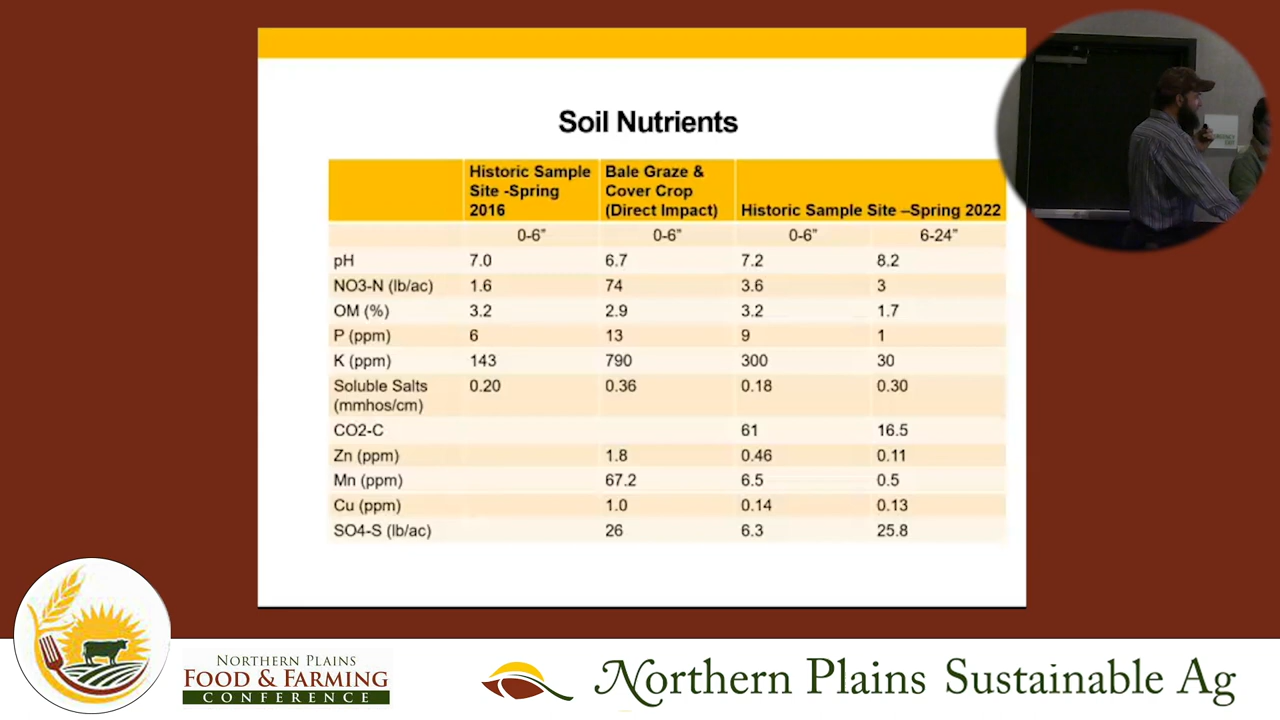 Soil Nutrients
Historic Sample Site -Spring 2016 Bale Graze & Cover Crop (Direct Impact) Historic Sample Site –Spring 2022
0-6” 0-6” 0-6” 6-24”
pH 7.0 6.7 7.2 8.2
NO3-N (lb/ac) 1.6 74 3.6 3
OM (%) 3.2 2.9 3.2 1.7
P (ppm) 6 13 9 1
K (ppm) 143 790 300 30
Soluble Salts (mmhos/cm) 0.20 0.36 0.18 0.30
CO2-C 61 16.5
Zn (ppm) 1.8 0.46 0.11
Mn (ppm) 67.2 6.5 0.5
Cu (ppm) 1.0 0.14 0.13
SO4-S (lb/ac) 26 6.3 25.8
NORTHERN PLAINS
FOOD & FARMING
CONFERENCE
Northern Plains Sustainable Ag